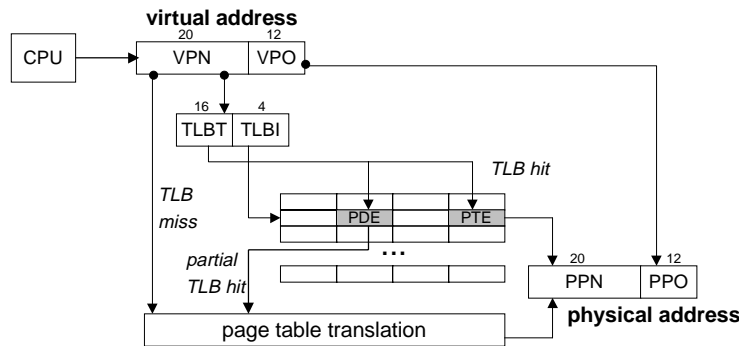 virtual address
20 12
CPU VPN VPO
16 4
TLBT TLBI
TLB hit
TLB
miss
PDE PTE
partial
TLB hit
...
20 12
PPN PPO
physical address
page table translation